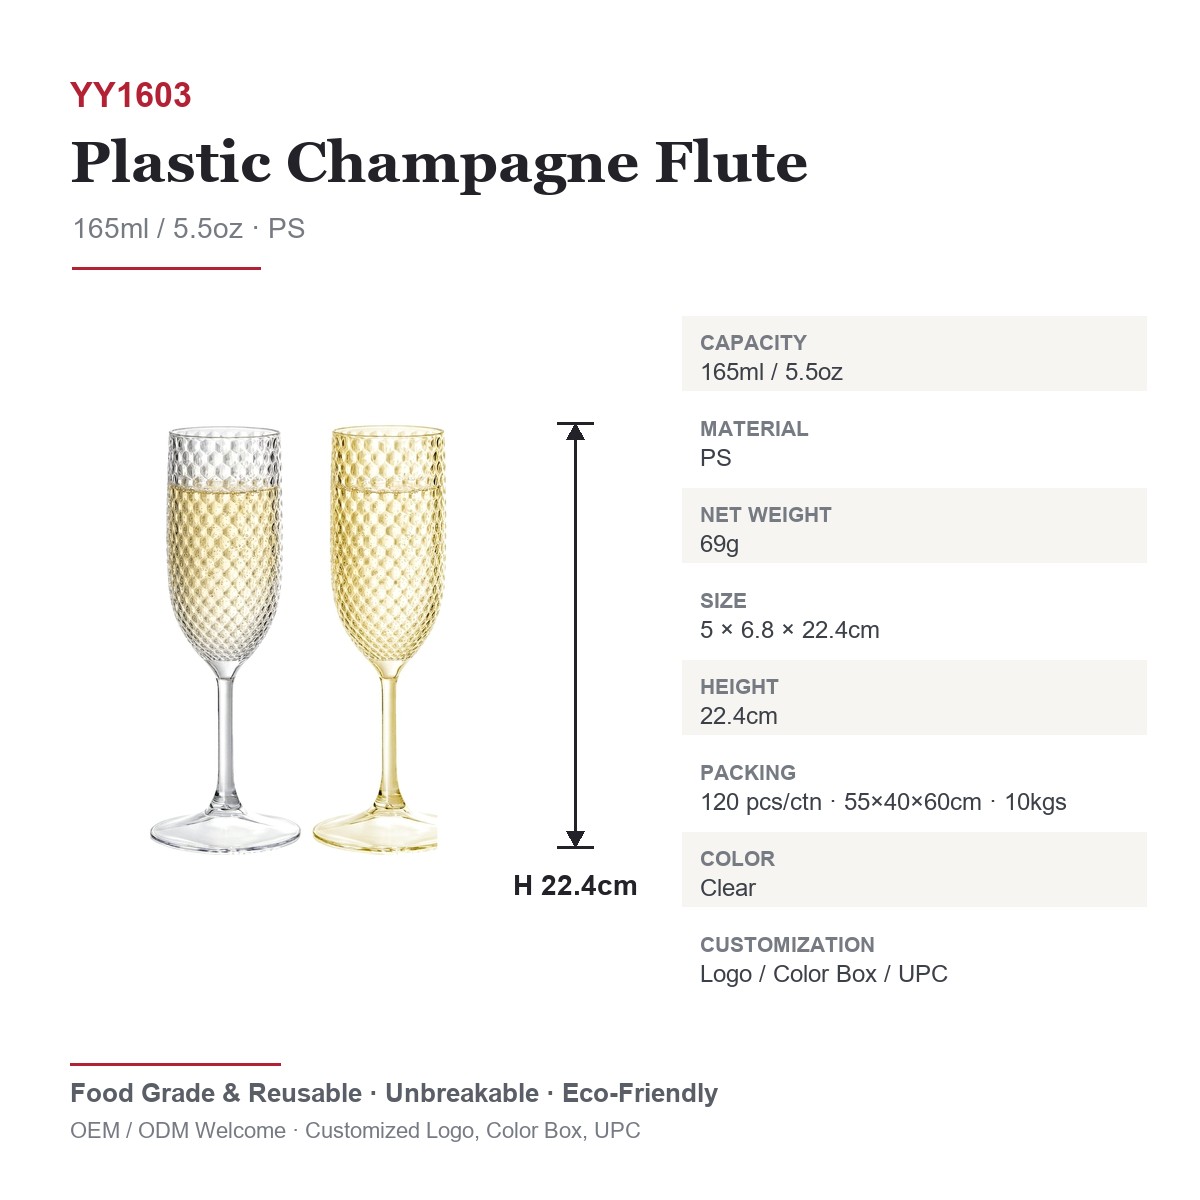 YY1603
Plastic Champagne Flute
165ml / 5.5oz · PS
CAPACITY
165ml / 5.5oz
MATERIAL
PS
NET WEIGHT
69g
SIZE
5 × 6.8 × 22.4cm
HEIGHT
22.4cm
PACKING
120 pcs/ctn · 55×40×60cm · 10kgs
COLOR
Clear
CUSTOMIZATION
Logo / Color Box / UPC
H 22.4cm
Food Grade & Reusable · Unbreakable · Eco-Friendly
OEM / ODM Welcome · Customized Logo, Color Box, UPC